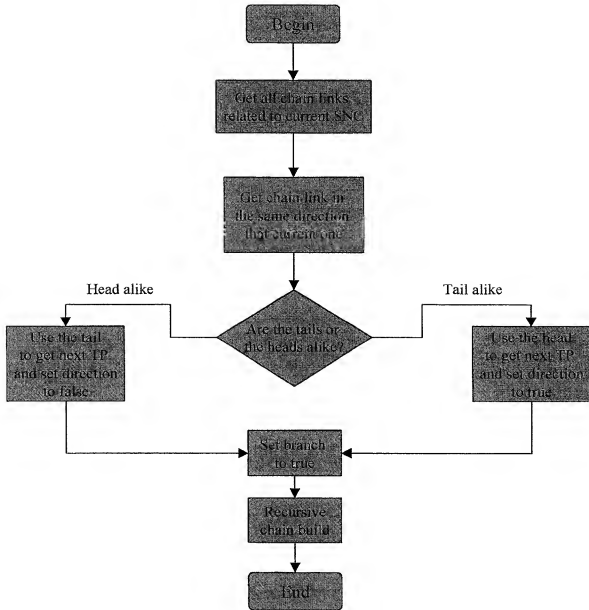 Begin
Get all chain links
related to current SNC
Get chain link in
the same direction
that current one
Head alike
Tail alike
Are the tails or
the heads alike?
Use the tail
to get next TP
and set direction
to false
Use the head
to get next TP
and set direction
to true
Set branch
to true
Recursive
chain build
End